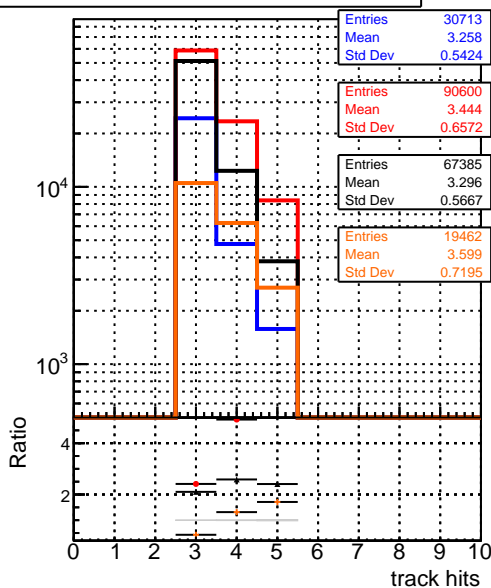 Entries 30713
Mean 3.258
Std Dev 0.5424
Entries 90600
Mean 3.444
Std Dev 0.6572
Entries 67385
Mean 3.296
Std Dev 0.5667
Entries 19462
Mean 3.599
Std Dev 0.7195
10⁴
10³
Ratio
4
2
0 1 2 3 4 5 6 7 8 9 10
track hits